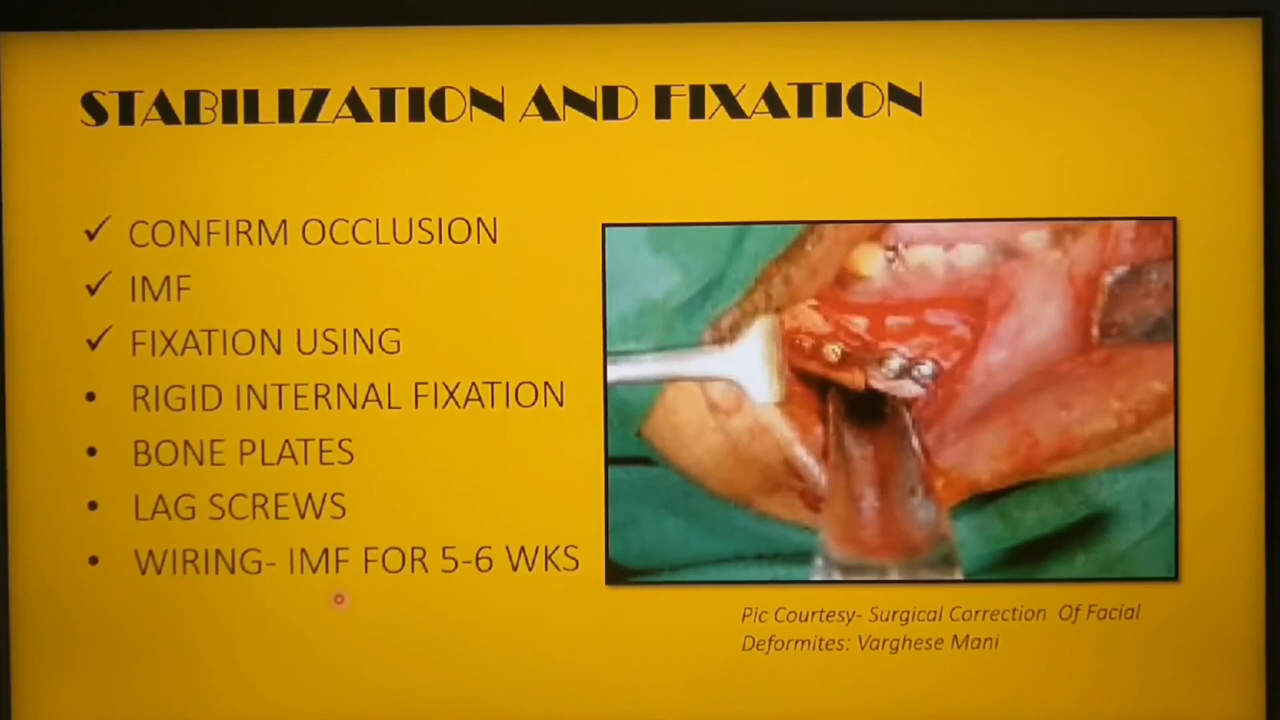 STABILIZATION AND FIXATION
✓ CONFIRM OCCLUSION
✓ IMF
✓ FIXATION USING
• RIGID INTERNAL FIXATION
• BONE PLATES
• LAG SCREWS
• WIRING- IMF FOR 5-6 WKS
Pic Courtesy- Surgical Correction Of Facial
Deformites: Varghese Mani